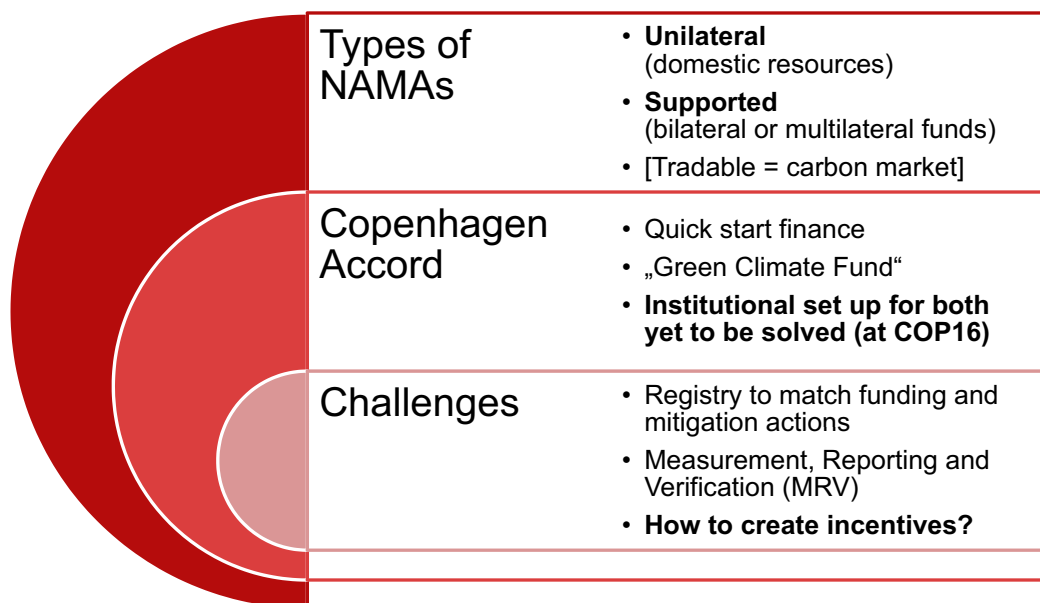 Types of
NAMAs
• Unilateral
(domestic resources)
• Supported
(bilateral or multilateral funds)
• [Tradable = carbon market]
Copenhagen
Accord
• Quick start finance
• „Green Climate Fund“
• Institutional set up for both
yet to be solved (at COP16)
Challenges
• Registry to match funding and
mitigation actions
• Measurement, Reporting and
Verification (MRV)
• How to create incentives?